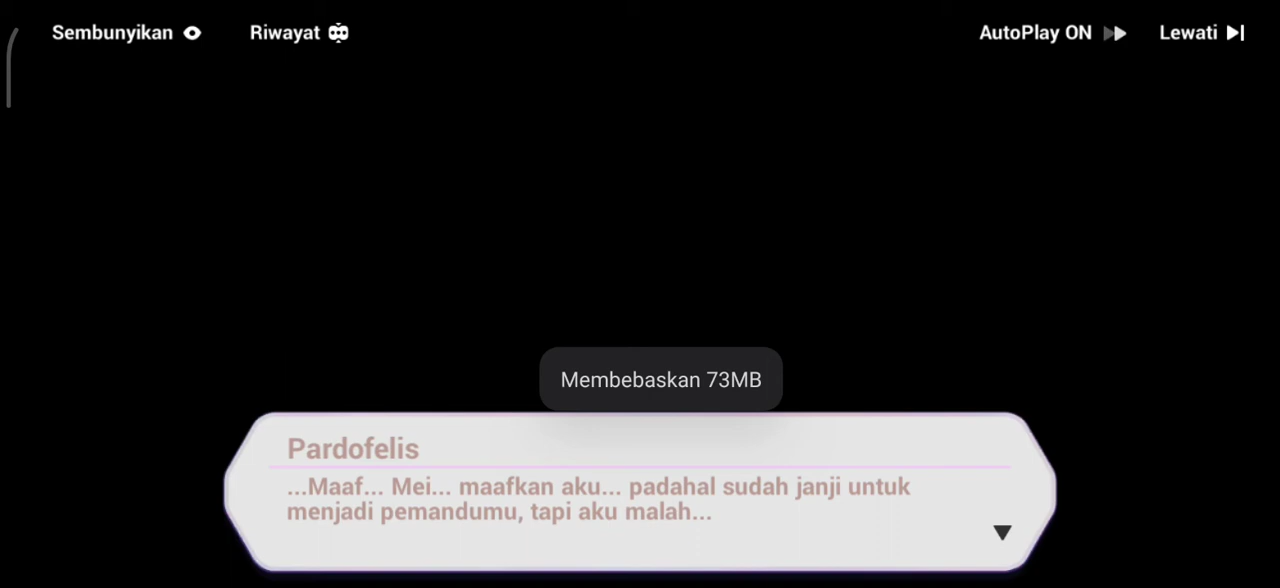 Sembunyikan
Riwayat
AutoPlay ON
Lewati
Membebaskan 73MB
Pardofelis
...Maaf... Mei... maafkan aku... padahal sudah janji untuk
menjadi pemandumu, tapi aku malah...